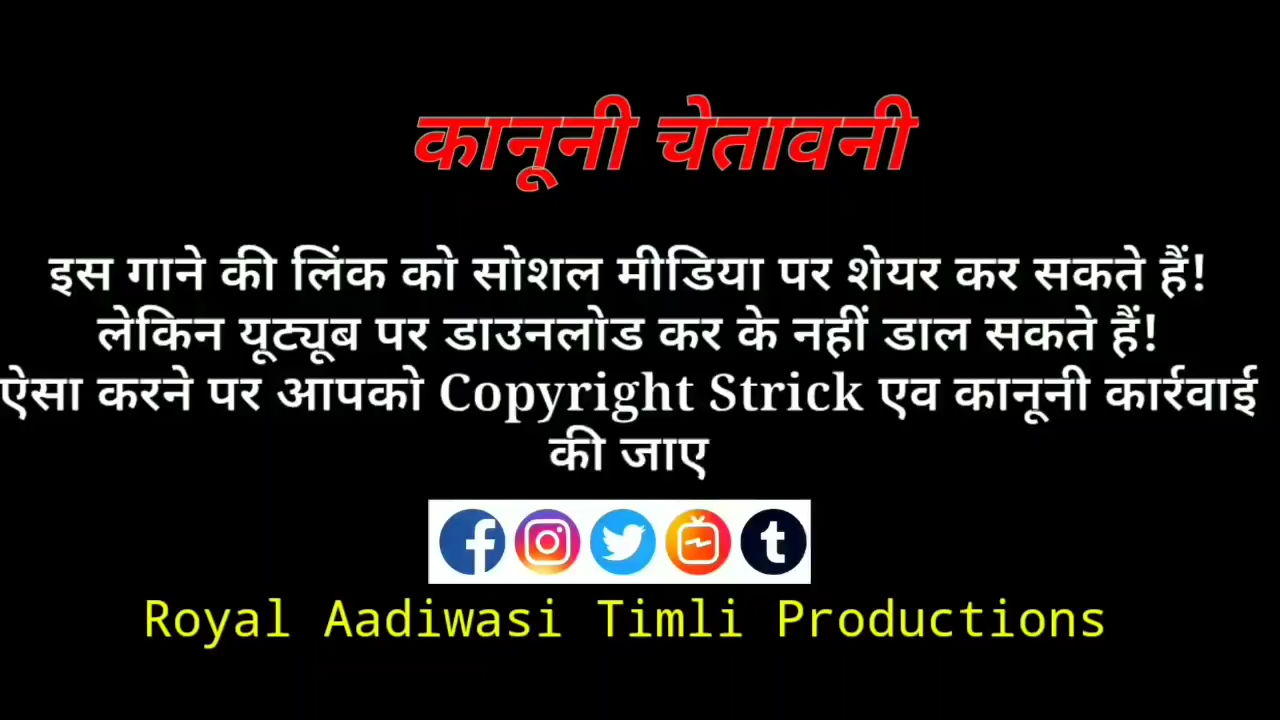 कानूनी चेतावनी
इस गाने की लिंक को सोशल मीडिया पर शेयर कर सकते हैं!
लेकिन यूट्यूब पर डाउनलोड कर के नहीं डाल सकते हैं!
ऐसा करने पर आपको Copyright Strick एव कानूनी कार्रवाई
की जाए
Royal Aadiwasi Timli Productions